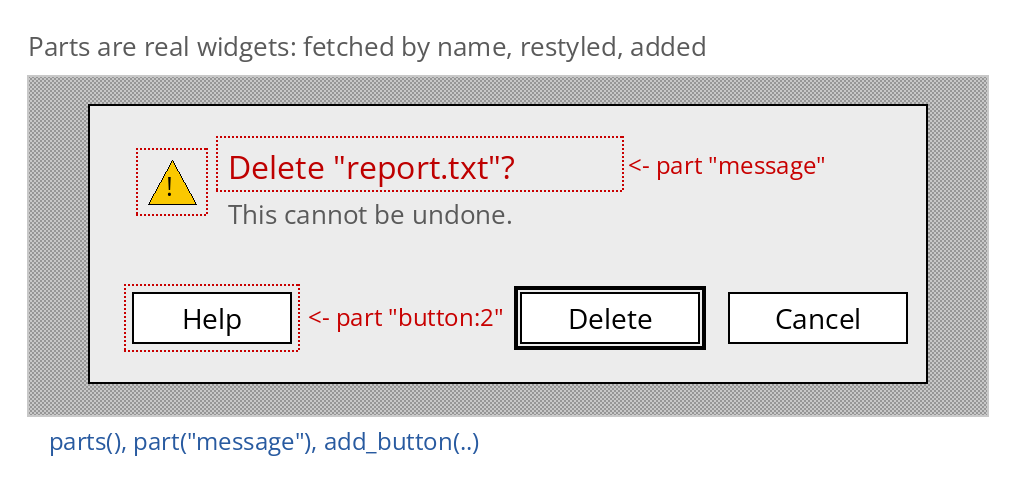 Parts are real widgets: fetched by name, restyled, added
Delete "report.txt"? <- part "message"
!
This cannot be undone.
Help <- part "button:2" Delete Cancel
parts(), part("message"), add_button(..)